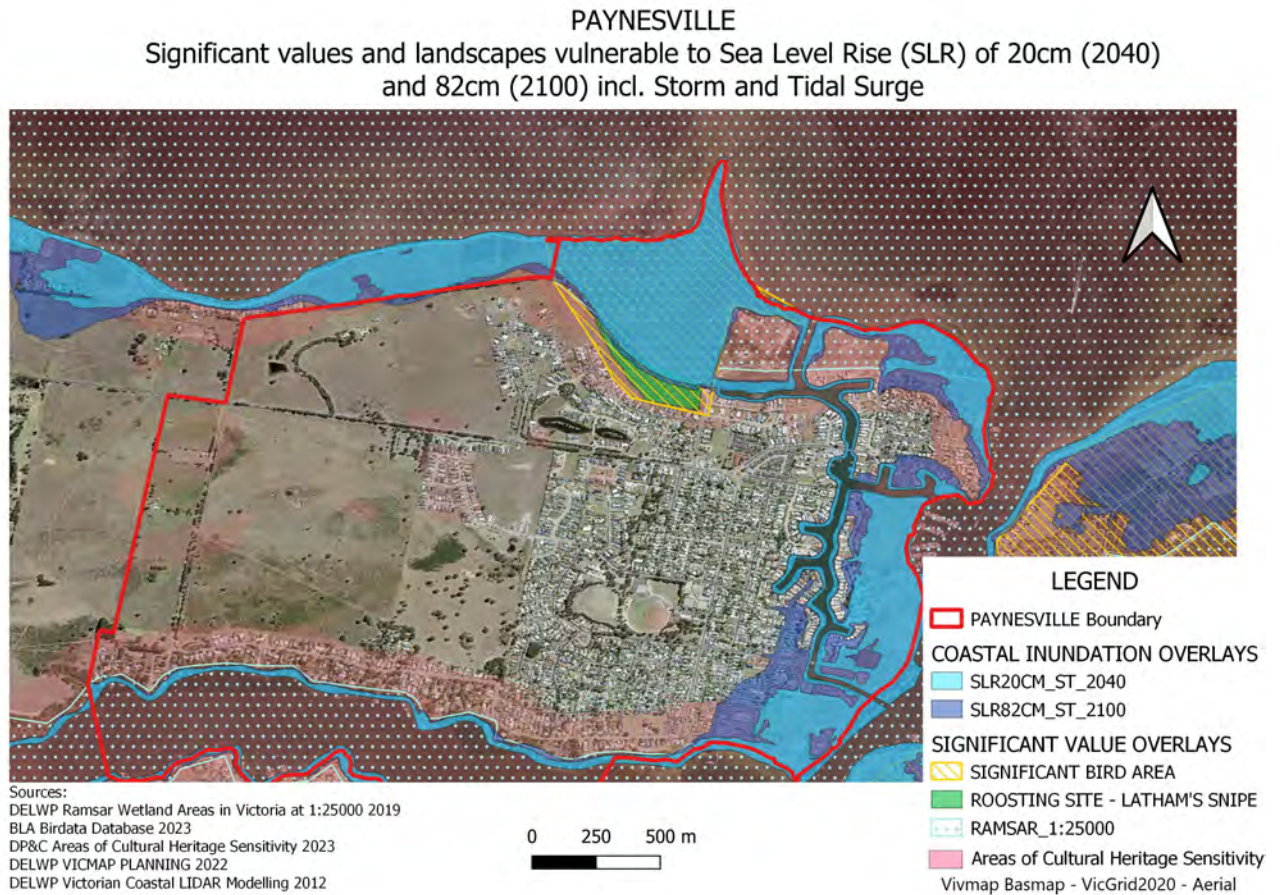 PAYNESVILLE
Significant values and landscapes vulnerable to Sea Level Rise (SLR) of 20cm (2040)
and 82cm (2100) incl. Storm and Tidal Surge
LEGEND
PAYNESVILLE Boundary
COASTAL INUNDATION OVERLAYS
SLR20CM_ST_2040
SLR82CM_ST_2100
SIGNIFICANT VALUE OVERLAYS
SIGNIFICANT BIRD AREA
ROOSTING SITE - LATHAM'S SNIPE
RAMSAR_1:25000
Areas of Cultural Heritage Sensitivity
Vivmap Basmap - VicGrid2020 - Aerial
Sources:
DELWP Ramsar Wetland Areas in Victoria at 1:25000 2019
BLA Birdata Database 2023
DP&C Areas of Cultural Heritage Sensitivity 2023
DELWP VICMAP PLANNING 2022
DELWP Victorian Coastal LIDAR Modelling 2012
0 250 500 m